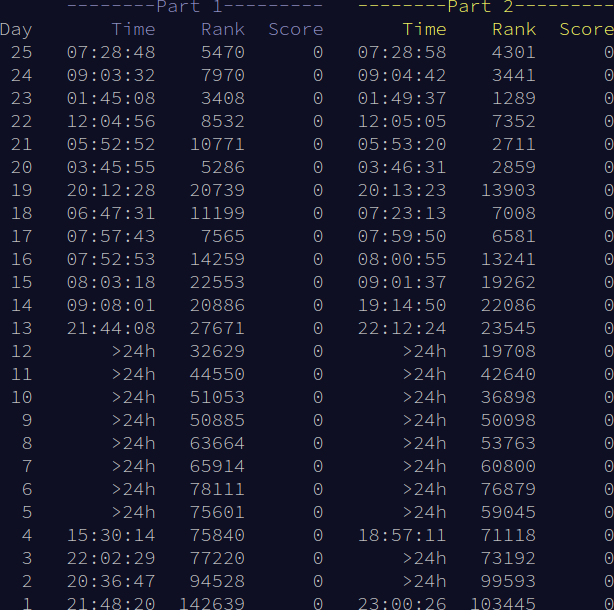 --------Part 1--------- --------Part 2---------
Day Time Rank Score Time Rank Score
25 07:28:48 5470 0 07:28:58 4301 0
24 09:03:32 7970 0 09:04:42 3441 0
23 01:45:08 3408 0 01:49:37 1289 0
22 12:04:56 8532 0 12:05:05 7352 0
21 05:52:52 10771 0 05:53:20 2711 0
20 03:45:55 5286 0 03:46:31 2859 0
19 20:12:28 20739 0 20:13:23 13903 0
18 06:47:31 11199 0 07:23:13 7008 0
17 07:57:43 7565 0 07:59:50 6581 0
16 07:52:53 14259 0 08:00:55 13241 0
15 08:03:18 22553 0 09:01:37 19262 0
14 09:08:01 20886 0 19:14:50 22086 0
13 21:44:08 27671 0 22:12:24 23545 0
12 >24h 32629 0 >24h 19708 0
11 >24h 44550 0 >24h 42640 0
10 >24h 51053 0 >24h 36898 0
9 >24h 50885 0 >24h 50098 0
8 >24h 63664 0 >24h 53763 0
7 >24h 65914 0 >24h 60800 0
6 >24h 78111 0 >24h 76879 0
5 >24h 75601 0 >24h 59045 0
4 15:30:14 75840 0 18:57:11 71118 0
3 22:02:29 77220 0 >24h 73192 0
2 20:36:47 94528 0 >24h 99593 0
1 21:48:20 142639 0 23:00:26 103445 0